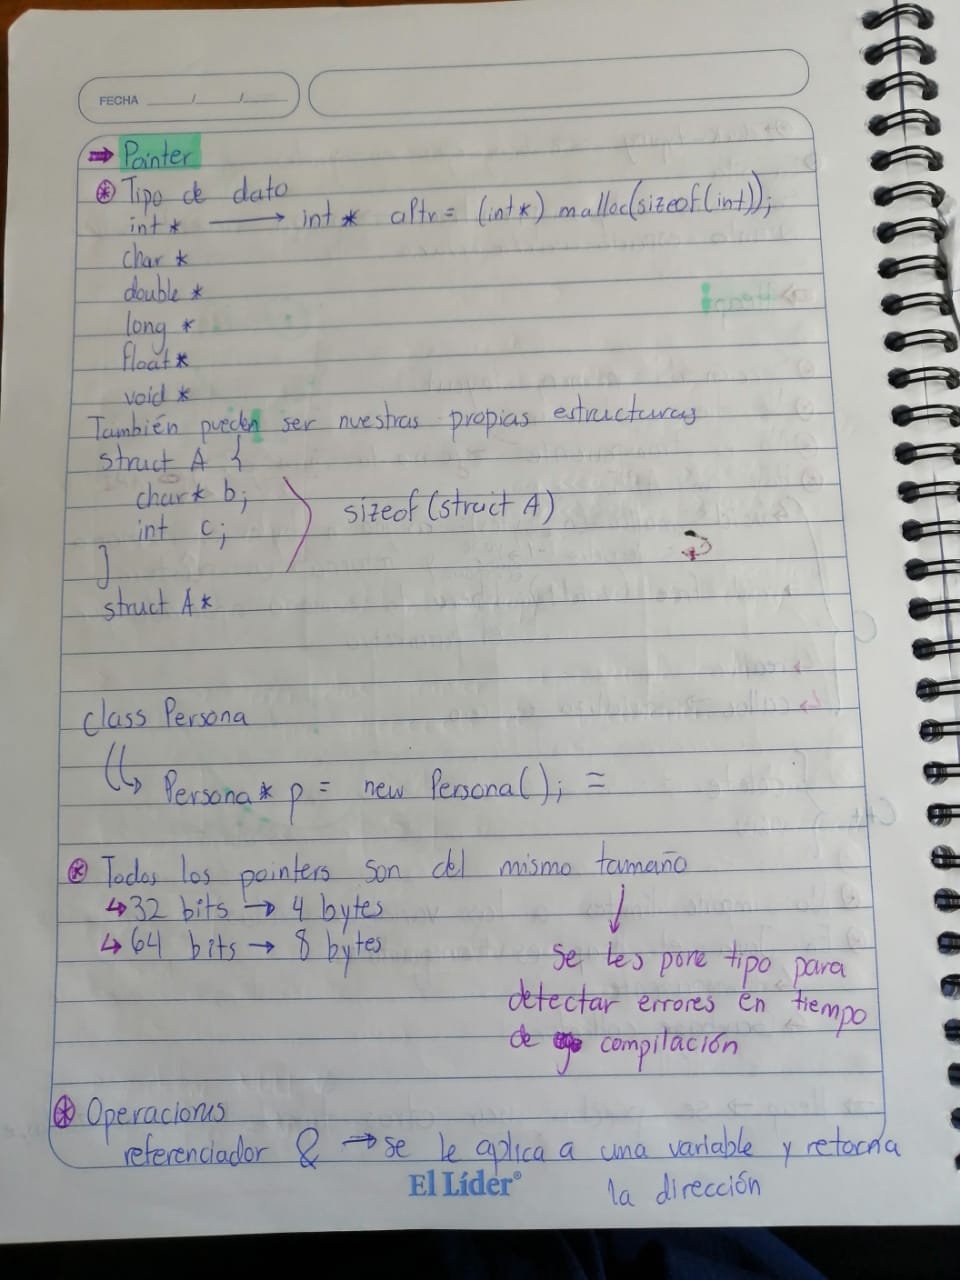 FECHA ___/___/___
⇒ Pointer
⊛ Tipo de dato
int * ⟶ int * aptr = (int*) malloc(sizeof(int));
char *
double *
long *
float *
void *
También pueden ser nuestras propias estructuras
struct A {
char* b;
int c;
sizeof(struct A)
}
struct A*
class Persona
↳ Persona* p = new Persona(); =
⊛ Todos los pointers son del mismo tamaño
↳ 32 bits → 4 bytes
↳ 64 bits → 8 bytes
↓
Se les pone tipo para
detectar errores en tiempo
de compilación
⊛ Operaciones
referenciador & → se le aplica a una variable y retorna
la dirección
El Líder®